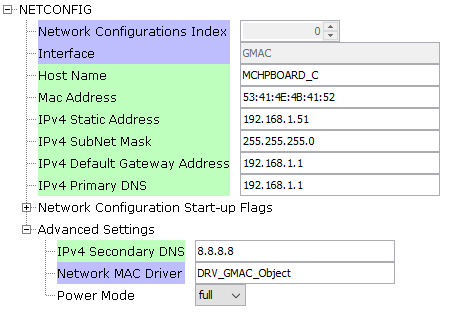 NETCONFIG
Network Configurations Index 0
Interface GMAC
Host Name MCHPBOARD_C
Mac Address 53:41:4E:4B:41:52
IPv4 Static Address 192.168.1.51
IPv4 SubNet Mask 255.255.255.0
IPv4 Default Gateway Address 192.168.1.1
IPv4 Primary DNS 192.168.1.1
Network Configuration Start-up Flags
Advanced Settings
IPv4 Secondary DNS 8.8.8.8
Network MAC Driver DRV_GMAC_Object
Power Mode full